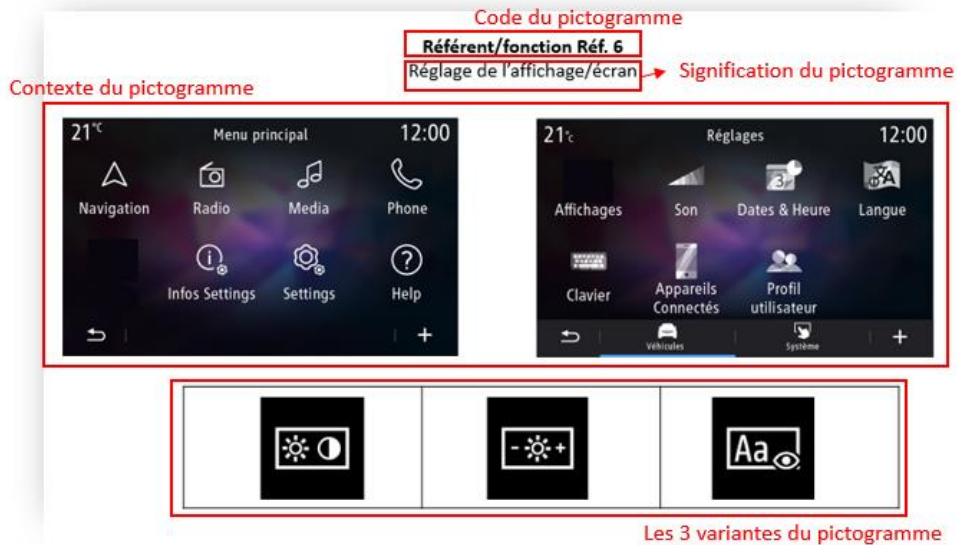 Code du pictogramme
Référent/fonction Réf. 6
Réglage de l'affichage/écran
Signification du pictogramme
Contexte du pictogramme
21°C Menu principal 12:00
Navigation Radio Media Phone
Infos Settings Settings Help
+
21°c Réglages 12:00
3 XA
Affichages Son Dates & Heure Langue
Clavier Appareils Connectés Profil utilisateur
Véhicules Système +
- +
Aa
Les 3 variantes du pictogramme